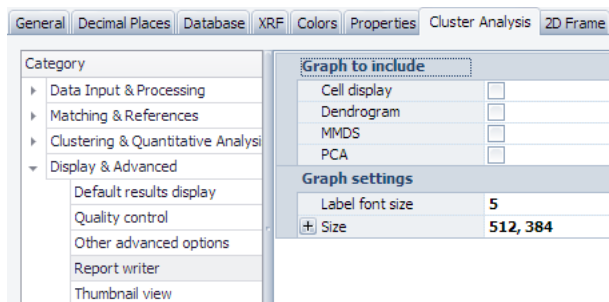 General Decimal Places Database XRF Colors Properties Cluster Analysis 2D Frame
Category
Data Input & Processing
Matching & References
Clustering & Quantitative Analysi
Display & Advanced
Default results display
Quality control
Other advanced options
Report writer
Thumbnail view
Graph to include
Cell display
Dendrogram
MMDS
PCA
Graph settings
Label font size 5
Size 512, 384